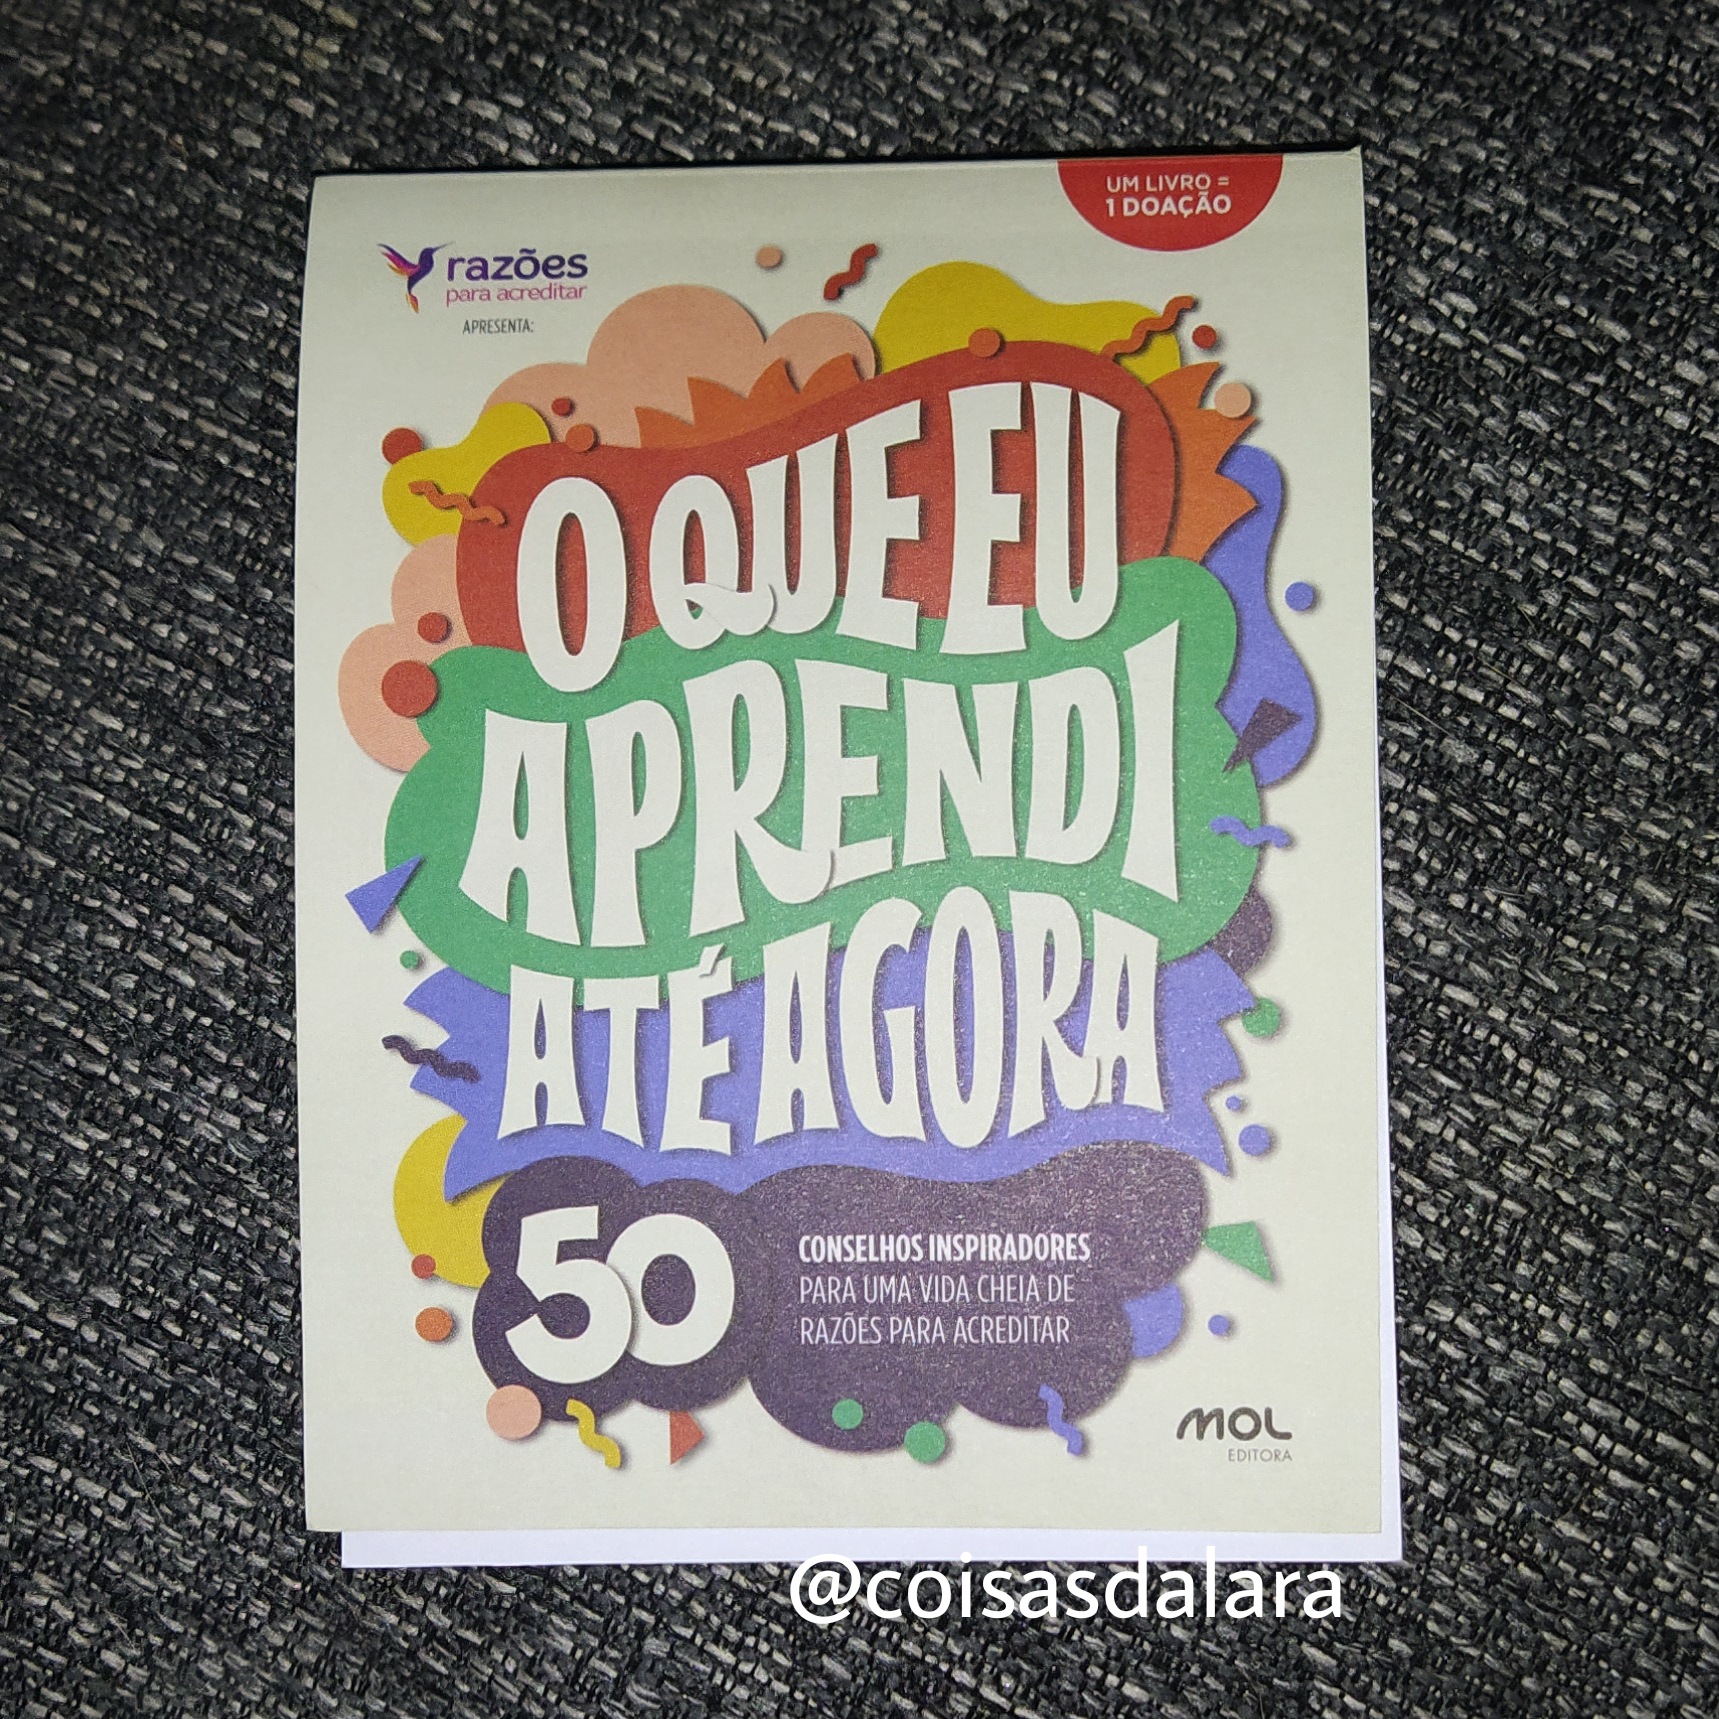 UM LIVRO =
1 DOAÇÃO
razões
para acreditar
APRESENTA:
O QUE EU
APRENDI
ATÉ AGORA
50
CONSELHOS INSPIRADORES
PARA UMA VIDA CHEIA DE
RAZÕES PARA ACREDITAR
MOL
EDITORA
@coisasdalara